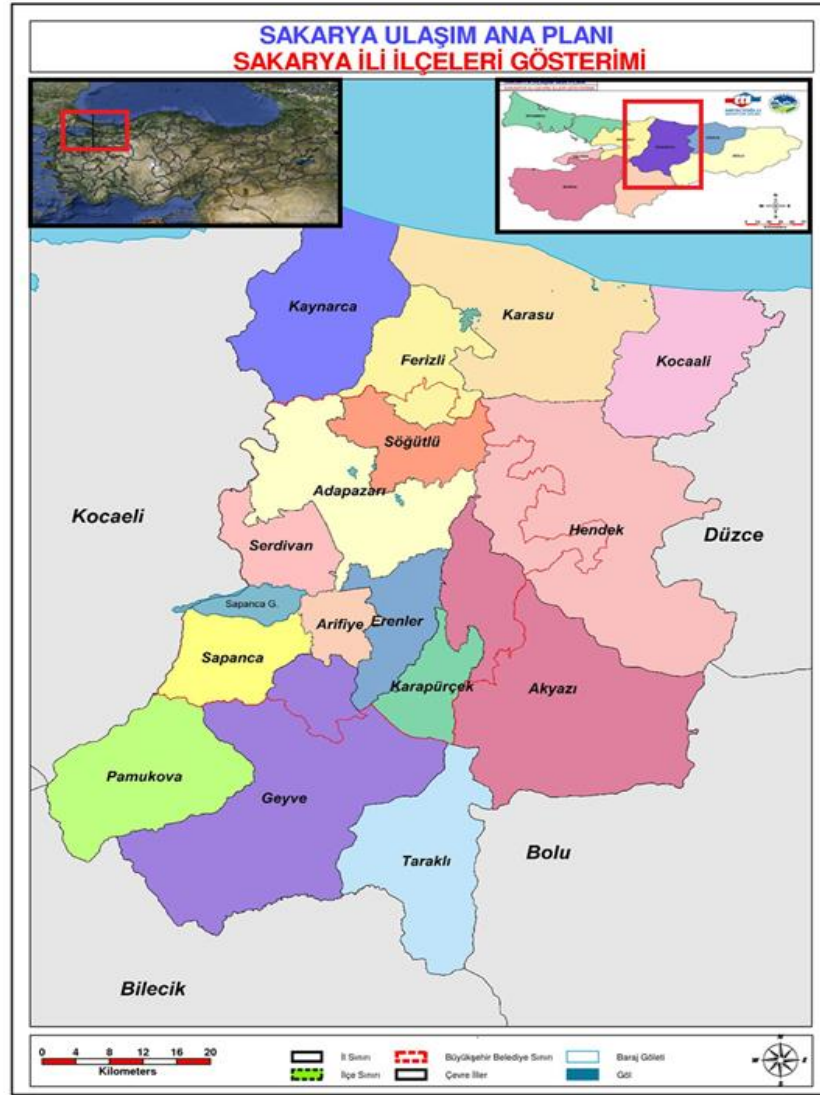 SAKARYA ULAŞIM ANA PLANI
SAKARYA İLİ İLÇELERİ GÖSTERİMİ
Kaynarca
Karasu
Ferizli
Kocaali
Söğütlü
Adapazarı
Kocaeli
Hendek
Düzce
Serdivan
Sapanca G.
Arifiye
Erenler
Sapanca
Karapürçek
Akyazı
Pamukova
Geyve
Taraklı
Bolu
Bilecik
0 4 8 12 16 20
Kilometers
İl Sınırı
Büyükşehir Belediye Sınırı
Baraj Göleti
İlçe Sınırı
Çevre İller
Göl